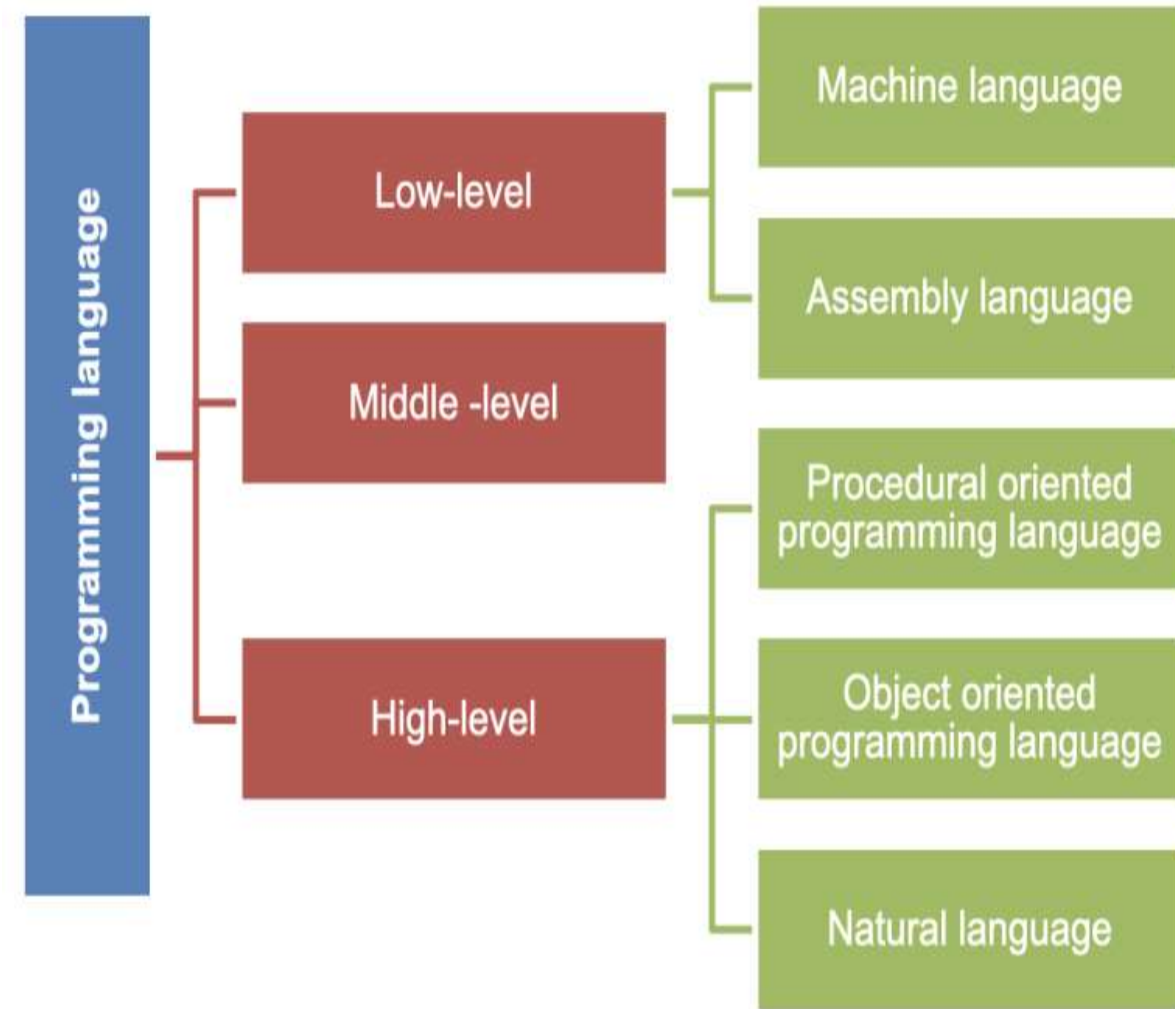 Programming language
Low-level
Middle -level
High-level
Machine language
Assembly language
Procedural oriented
programming language
Object oriented
programming language
Natural language